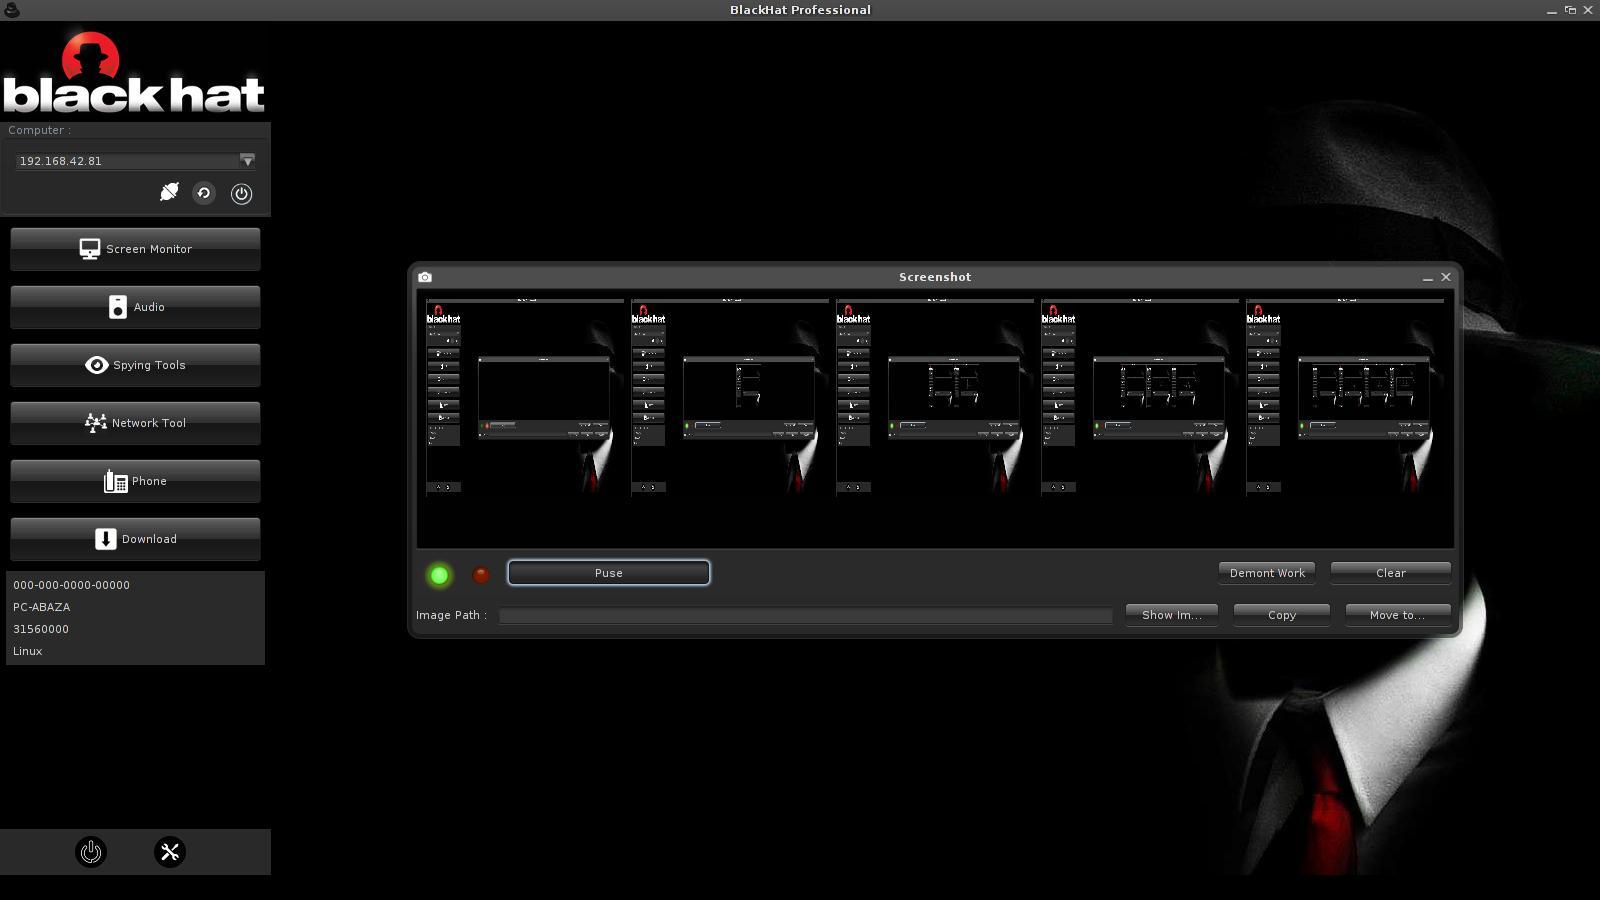 BlackHat Professional
black hat
Computer :
192.168.42.81
Screen Monitor
Audio
Spying Tools
Network Tool
Phone
Download
000-000-0000-00000
PC-ABAZA
31560000
Linux
Screenshot
blackhat
blackhat
blackhat
blackhat
blackhat
Puse
Demont Work
Clear
Image Path :
Show Im...
Copy
Move to...